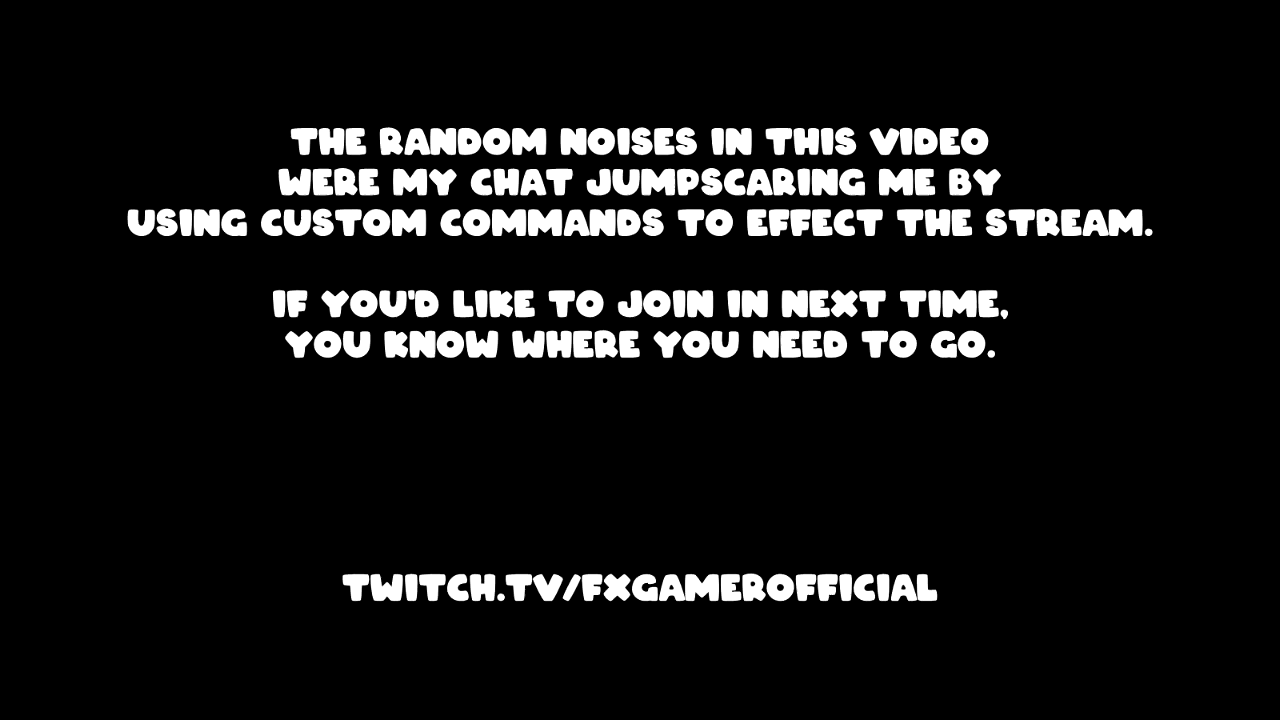 THE RANDOM NOISES IN THIS VIDEO
WERE MY CHAT JUMPSCARING ME BY
USING CUSTOM COMMANDS TO EFFECT THE STREAM.
IF YOU'D LIKE TO JOIN IN NEXT TIME,
YOU KNOW WHERE YOU NEED TO GO.
TWITCH.TV/FXGAMEROFFICIAL